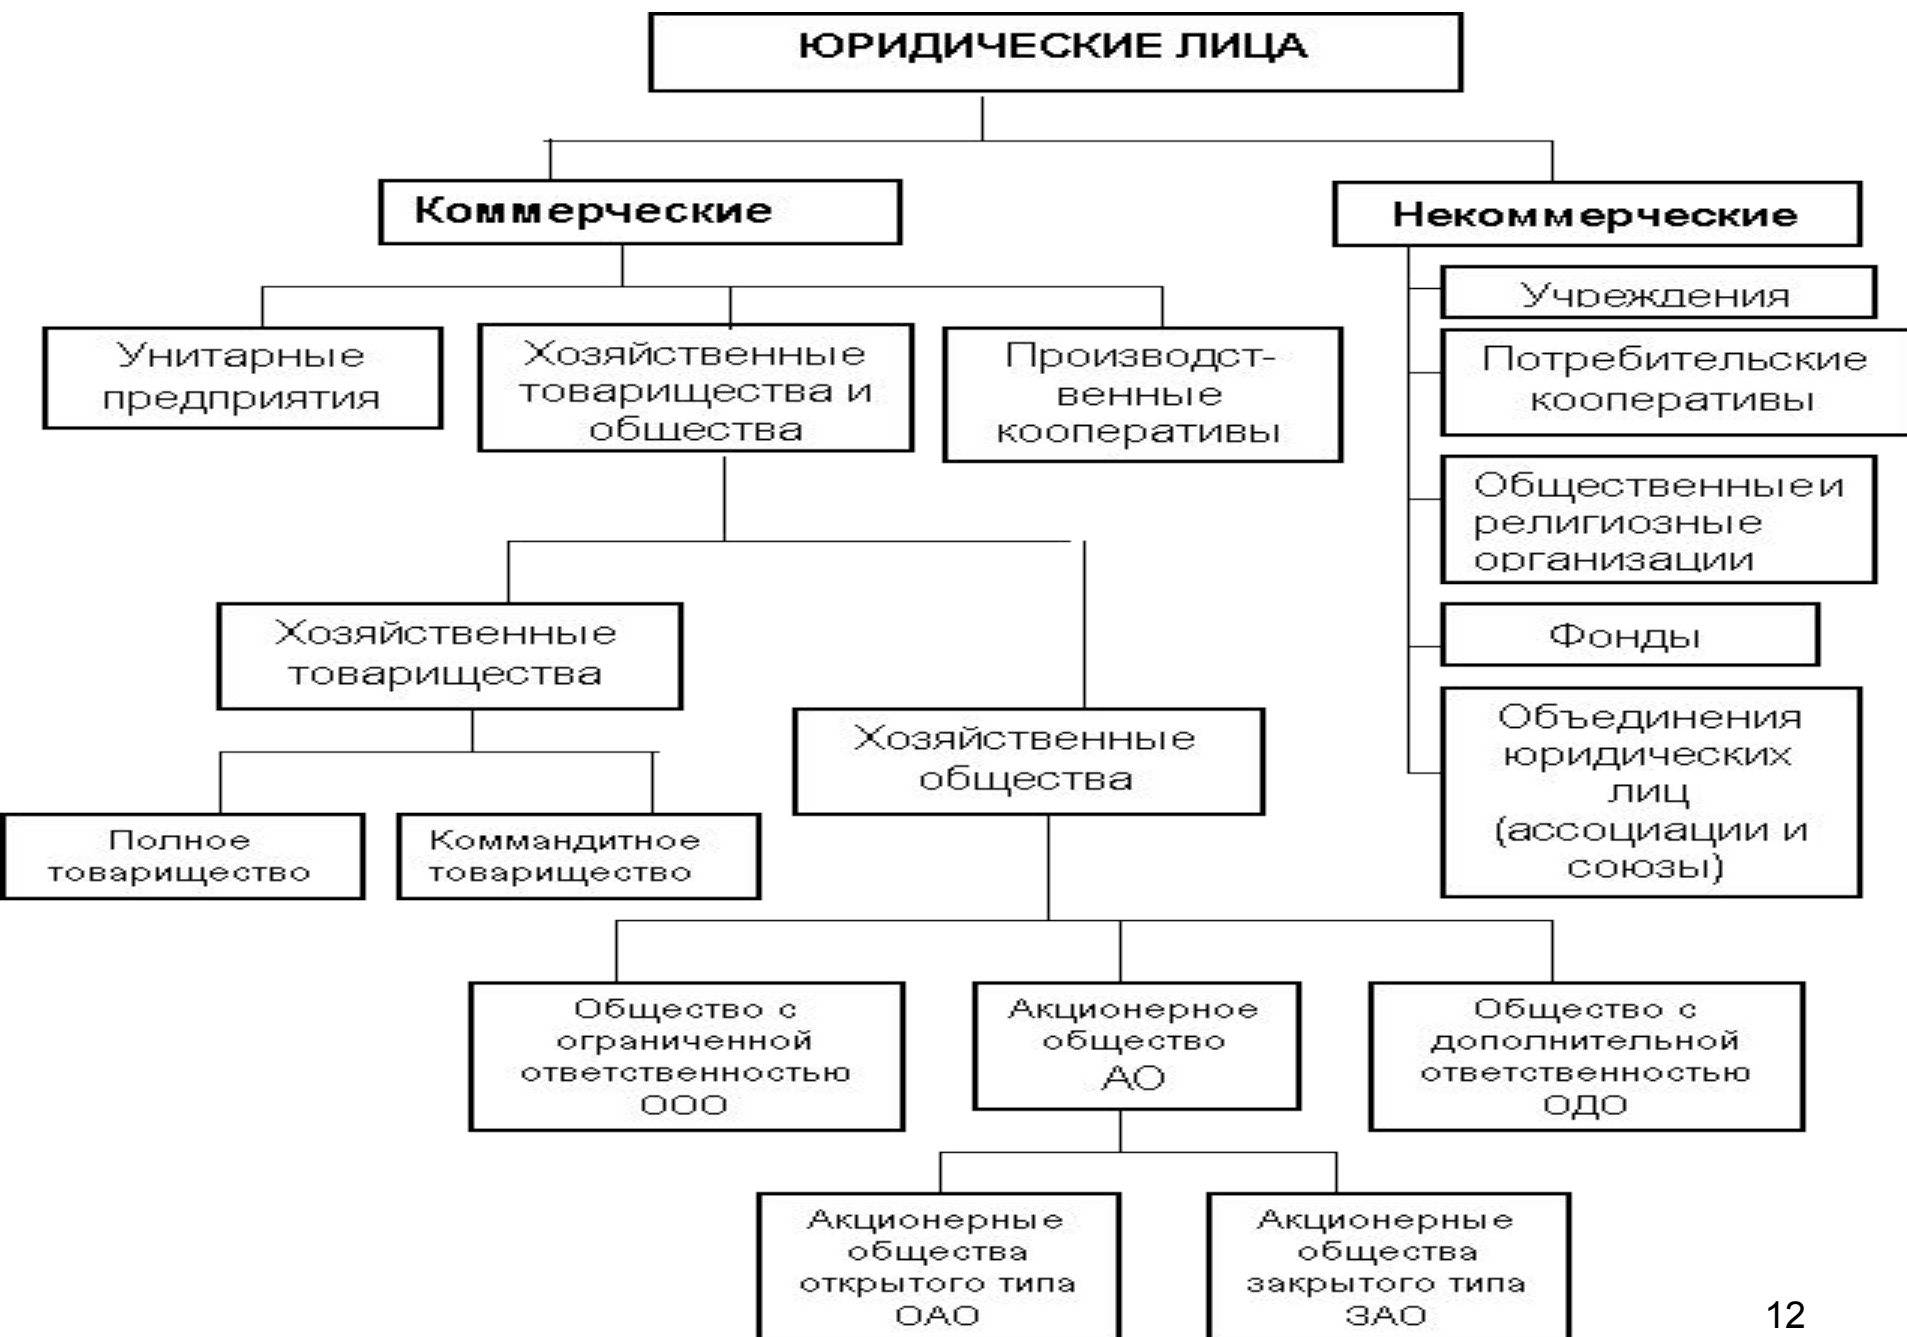 ЮРИДИЧЕСКИЕ ЛИЦА
Коммерческие
Некоммерческие
Унитарные
предприятия
Хозяйственные
товарищества и
общества
Производст-
венные
кооперативы
Учреждения
Потребительские
кооперативы
Общественные и
религиозные
организации
Фонды
Объединения
юридических
лиц
(ассоциации и
союзы)
Хозяйственные
товарищества
Хозяйственные
общества
Полное
товарищество
Коммандитное
товарищество
Общество с
ограниченной
ответственностью
ООО
Акционерное
общество
АО
Общество с
дополнительной
ответственностью
ОДО
Акционерные
общества
открытого типа
ОАО
Акционерные
общества
закрытого типа
ЗАО
12